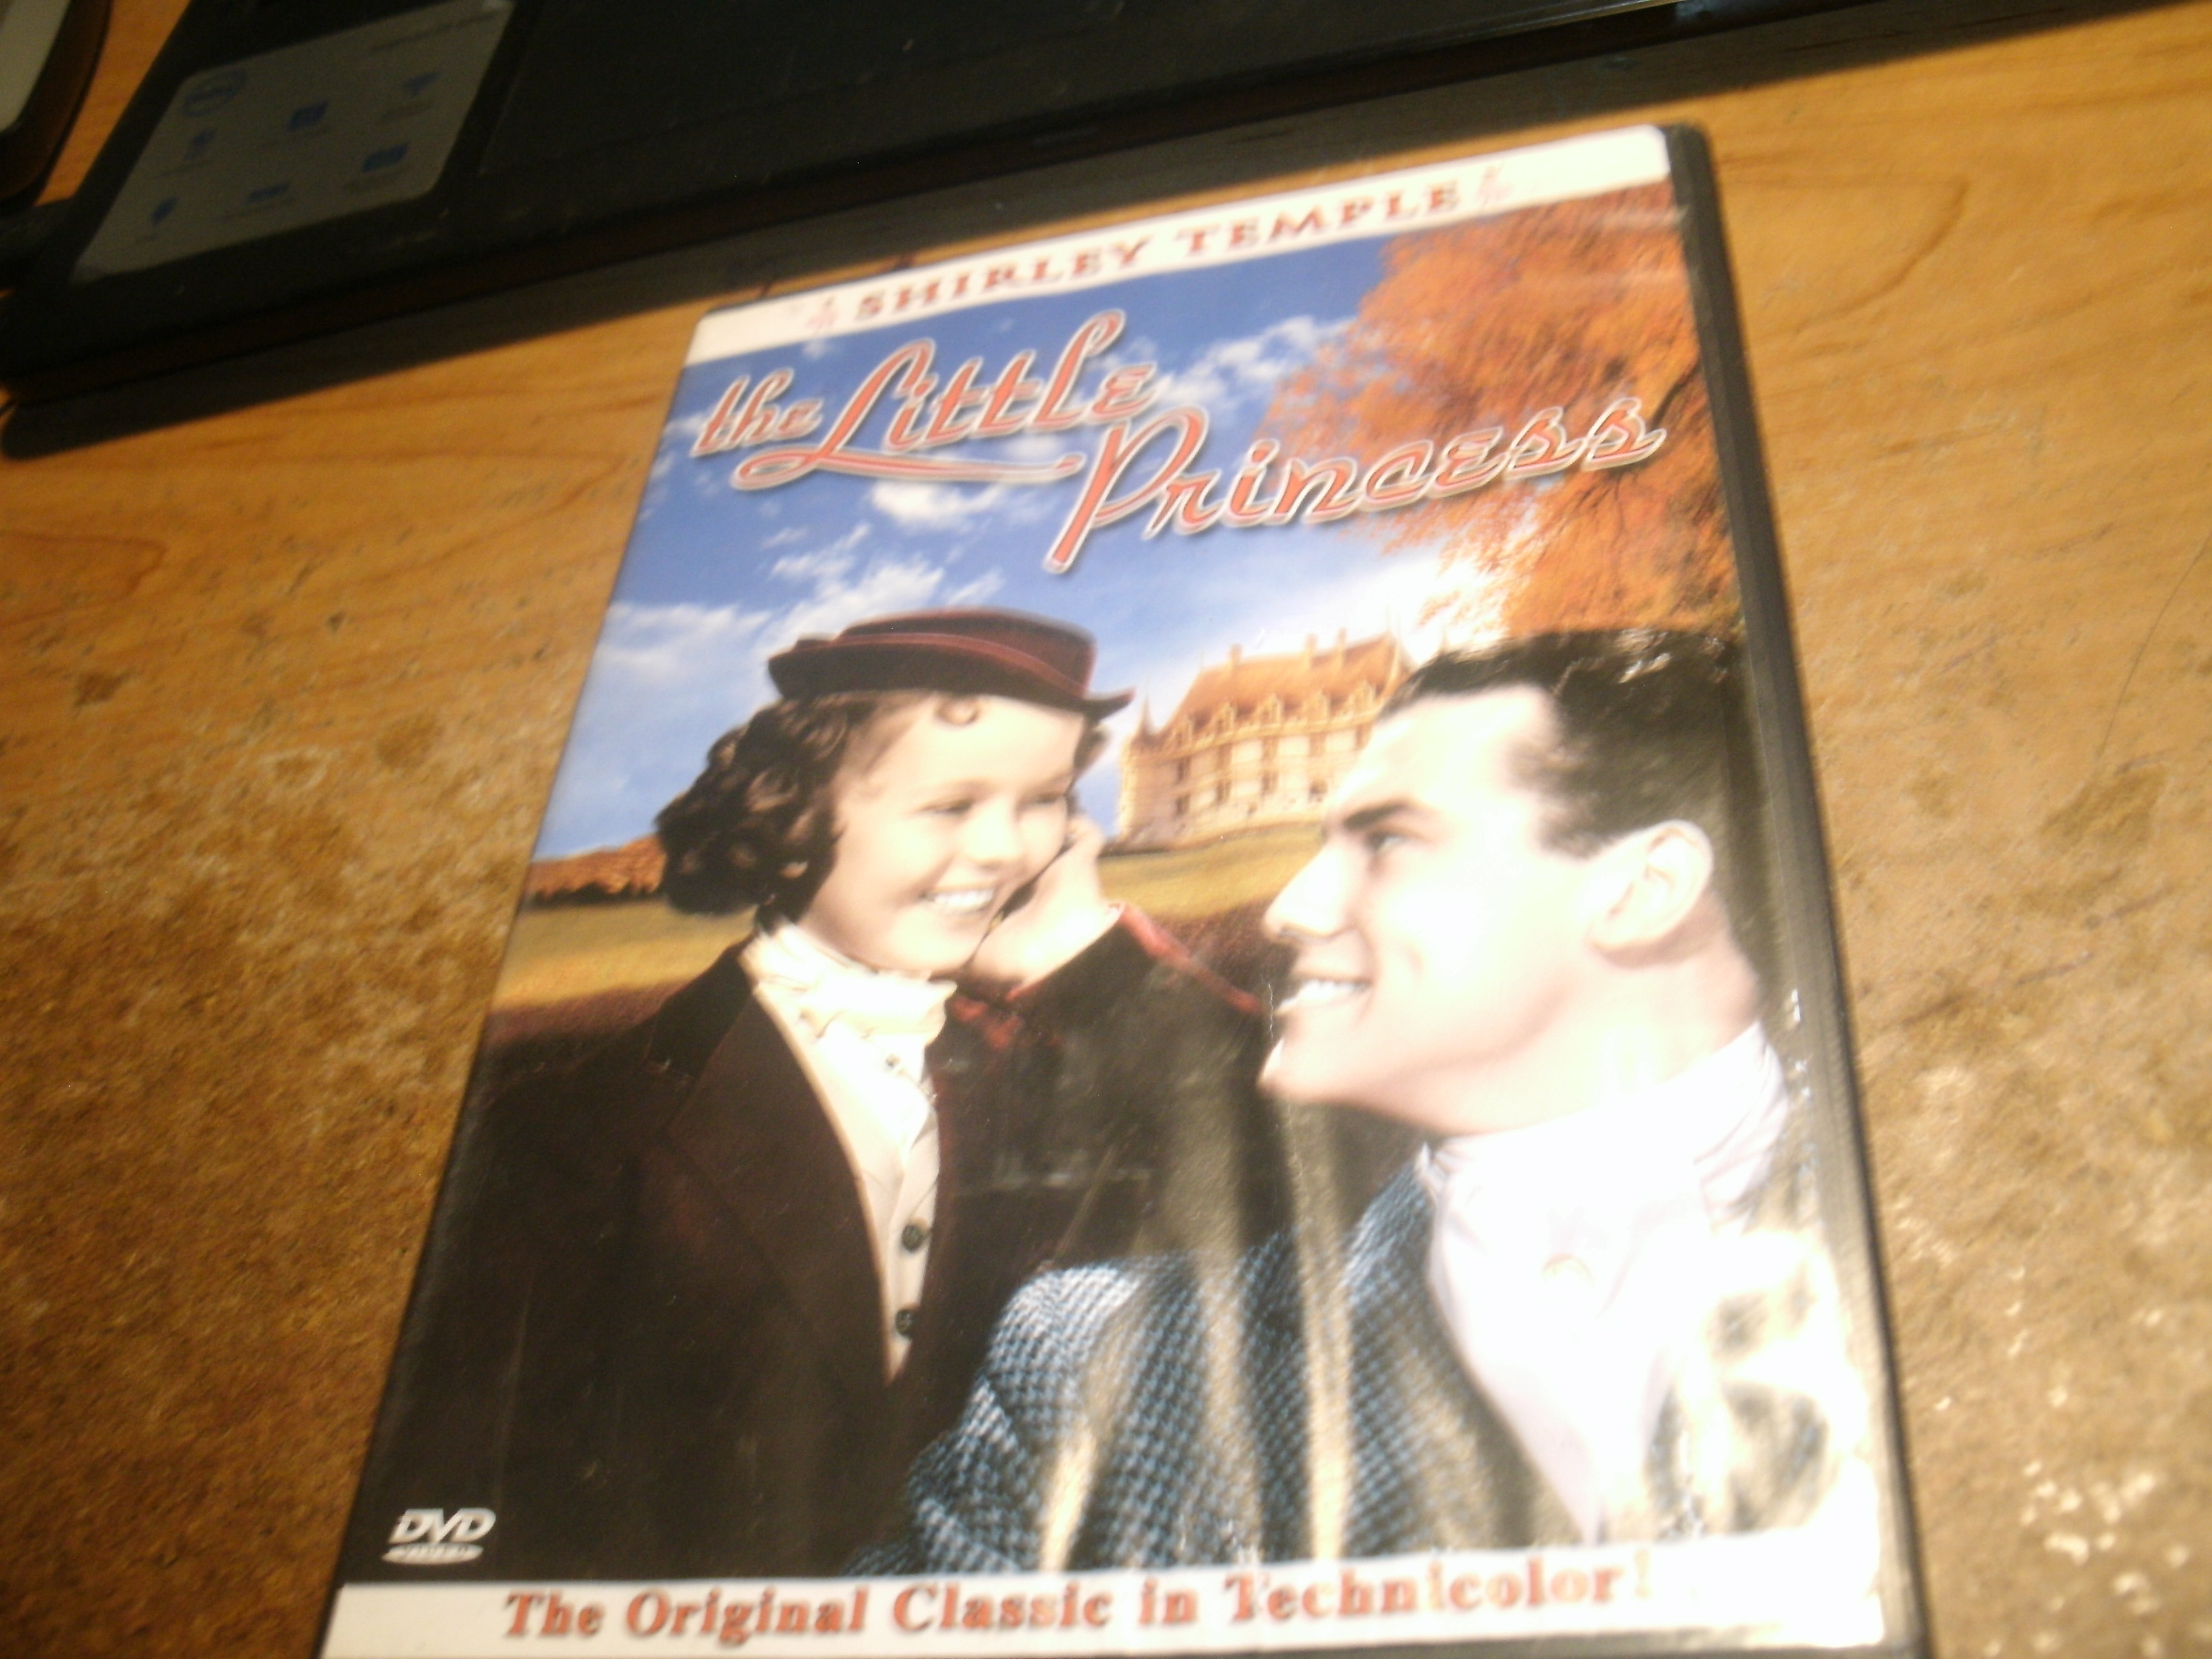 SHIRLEY TEMPLE
the Little
Princess
DVD
The Original Classic in Technicolor!